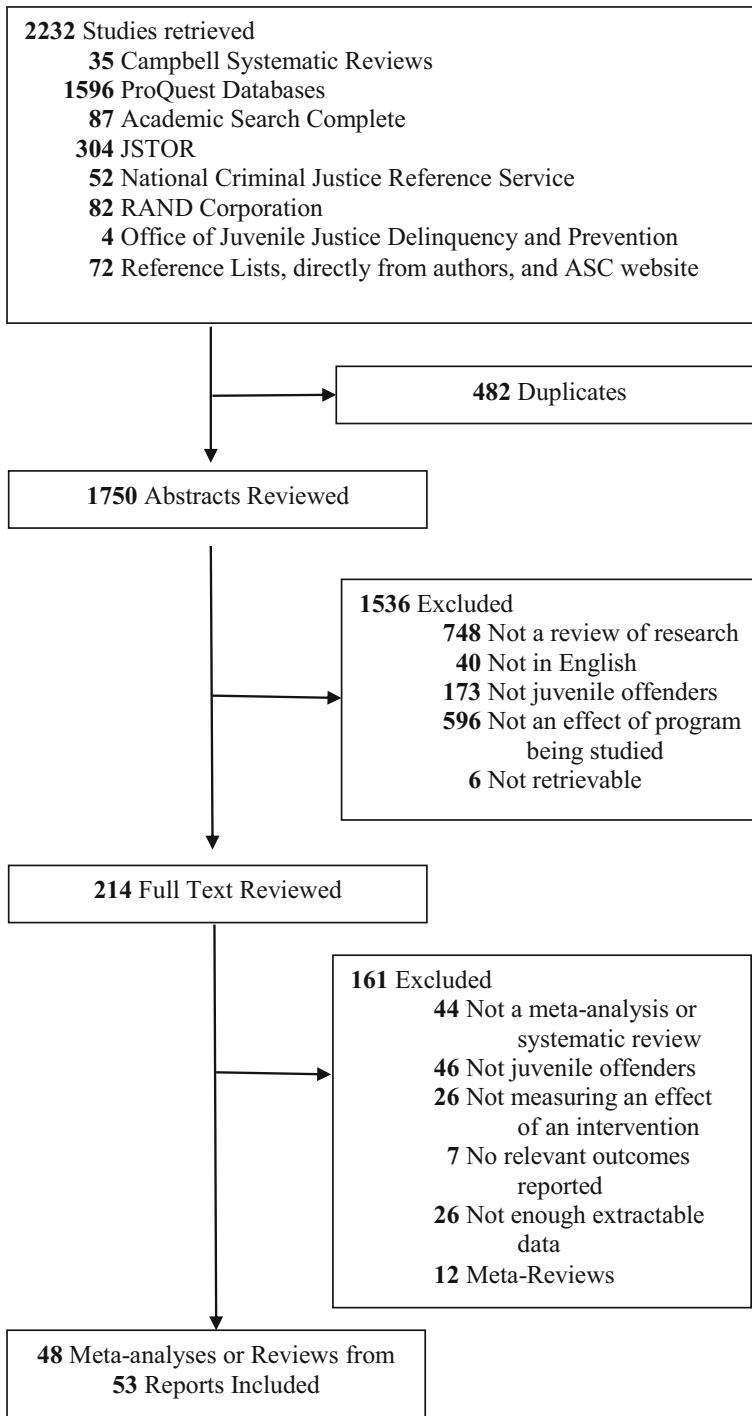 2232 Studies retrieved
35 Campbell Systematic Reviews
1596 ProQuest Databases
87 Academic Search Complete
304 JSTOR
52 National Criminal Justice Reference Service
82 RAND Corporation
4 Office of Juvenile Justice Delinquency and Prevention
72 Reference Lists, directly from authors, and ASC website
482 Duplicates
1750 Abstracts Reviewed
1536 Excluded
748 Not a review of research
40 Not in English
173 Not juvenile offenders
596 Not an effect of program
being studied
6 Not retrievable
214 Full Text Reviewed
161 Excluded
44 Not a meta-analysis or
systematic review
46 Not juvenile offenders
26 Not measuring an effect
of an intervention
7 No relevant outcomes
reported
26 Not enough extractable
data
12 Meta-Reviews
48 Meta-analyses or Reviews from
53 Reports Included